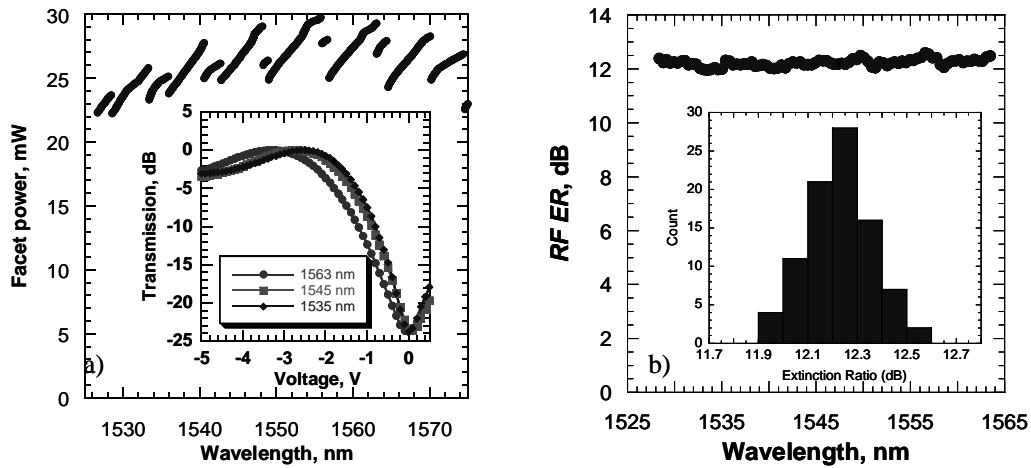 30
25
20
15
10
5
0
Facet power, mW
1530 1540 1550 1560 1570
Wavelength, nm
a)
5
0
-5
-10
-15
-20
-25
Transmission, dB
-5 -4 -3 -2 -1 0
Voltage, V
1563 nm
1545 nm
1535 nm
14
12
10
8
6
4
2
0
RF ER, dB
1525 1535 1545 1555 1565
Wavelength, nm
b)
30
20
10
0
Count
11.7 11.9 12.1 12.3 12.5 12.7
Extinction Ratio (dB)